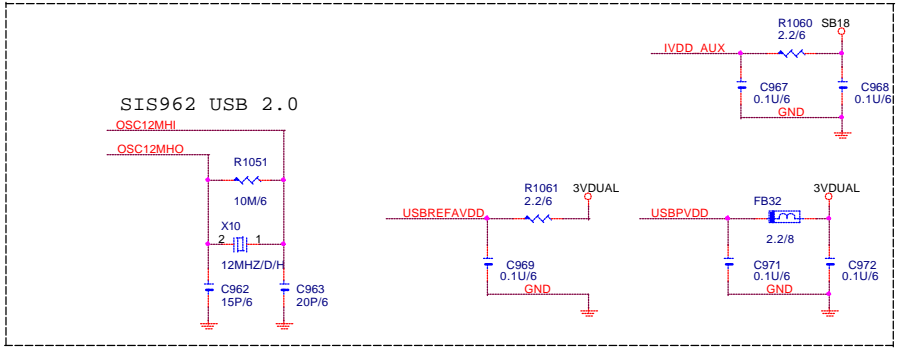 R1060
SB18
2.2/6
IVDD_AUX
C967
0.1U/6
C968
0.1U/6
GND
SIS962 USB 2.0
OSC12MHI
OSC12MHO
R1051
10M/6
X10
2
1
12MHZ/D/H
C962
15P/6
C963
20P/6
R1061
2.2/6
3VDUAL
USBREFAVDD
C969
0.1U/6
GND
3VDUAL
FB32
USBPVDD
2.2/8
C971
0.1U/6
C972
0.1U/6
GND